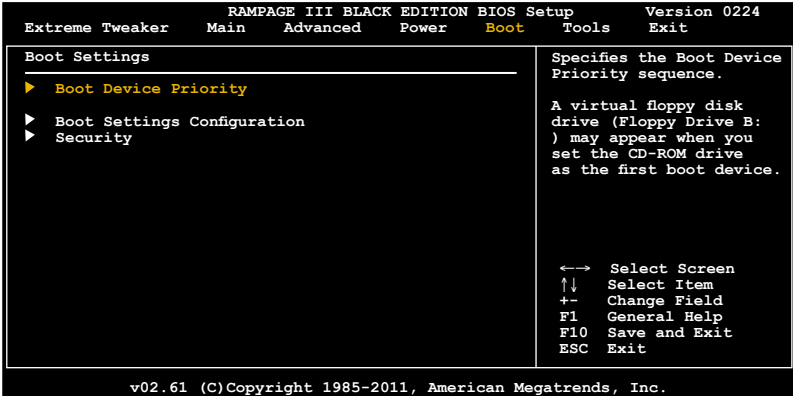 RAMPAGE III BLACK EDITION BIOS Setup Version 0224
Extreme Tweaker Main Advanced Power Boot Tools Exit
Boot Settings
Boot Device Priority
Boot Settings Configuration
Security
Specifies the Boot Device
Priority sequence.
A virtual floppy disk
drive (Floppy Drive B:
) may appear when you
set the CD-ROM drive
as the first boot device.
←→ Select Screen
↑↓ Select Item
+- Change Field
F1 General Help
F10 Save and Exit
ESC Exit
v02.61 (C)Copyright 1985-2011, American Megatrends, Inc.